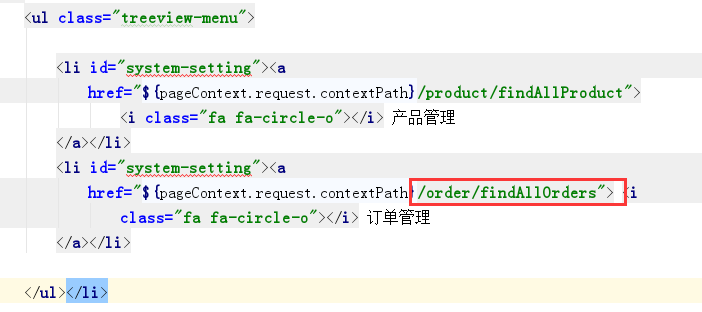 <ul class="treeview-menu">
<li id="system-setting"><a
href="${pageContext.request.contextPath}/product/findAllProduct">
<i class="fa fa-circle-o"></i> 产品管理
</a></li>
<li id="system-setting"><a
href="${pageContext.request.contextPath}/order/findAllOrders"> <i
class="fa fa-circle-o"></i> 订单管理
</a></li>
</ul></li>